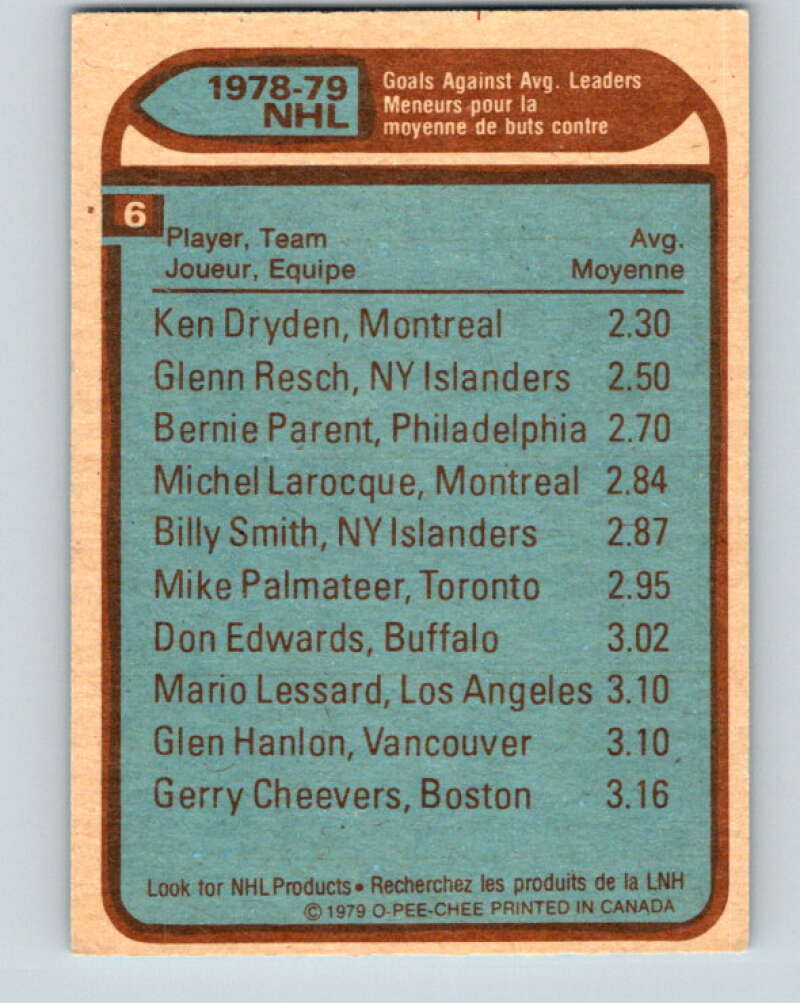 1978-79
NHL
Goals Against Avg. Leaders
Meneurs pour la
moyenne de buts contre
6
Player, Team Avg.
Joueur, Equipe Moyenne
Ken Dryden, Montreal 2.30
Glenn Resch, NY Islanders 2.50
Bernie Parent, Philadelphia 2.70
Michel Larocque, Montreal 2.84
Billy Smith, NY Islanders 2.87
Mike Palmateer, Toronto 2.95
Don Edwards, Buffalo 3.02
Mario Lessard, Los Angeles 3.10
Glen Hanlon, Vancouver 3.10
Gerry Cheevers, Boston 3.16
Look for NHL Products • Recherchez les produits de la LNH
© 1979 O-PEE-CHEE PRINTED IN CANADA